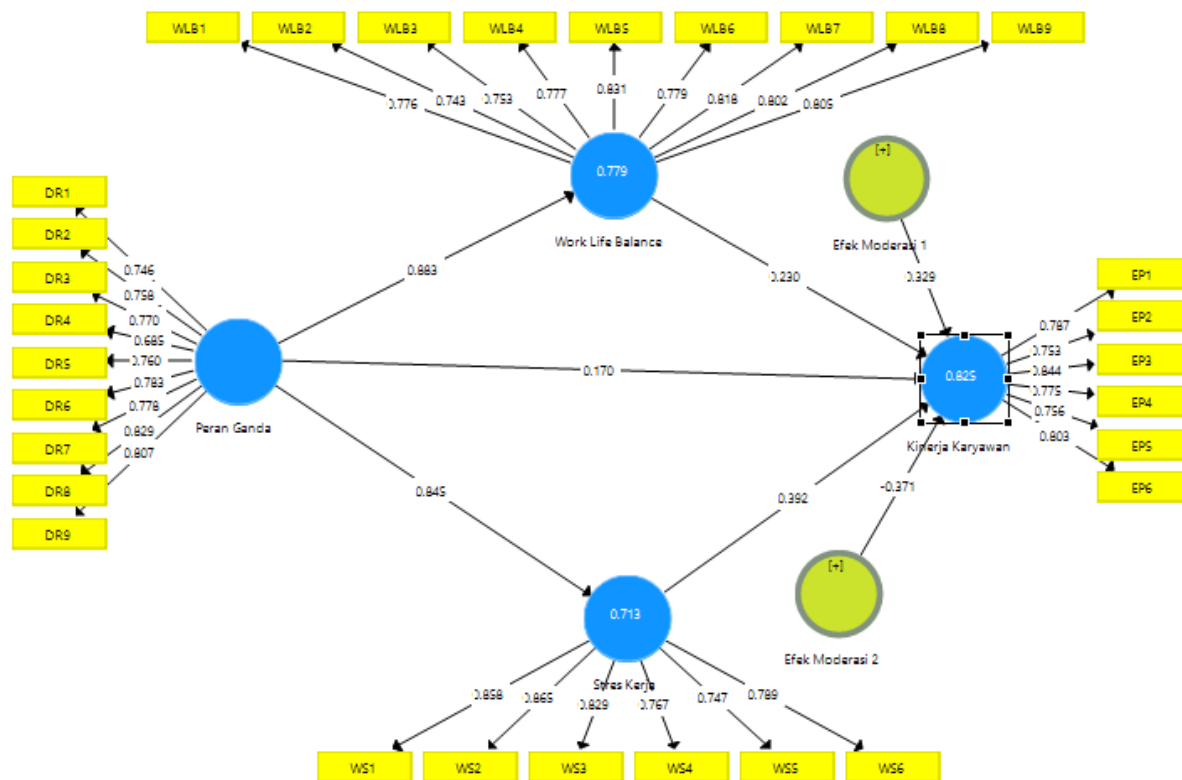 WLB1 WLB2 WLB3 WLB4 WLB5 WLB6 WLB7 WLB8 WLB9
0.776 0.743 0.753 0.777 0.831 0.779 0.818 0.802 0.805
0.779
Work Life Balance
[+]
Efek Moderasi 1
0.883
0.230
0.329
DR1
DR2
DR3
DR4
DR5
DR6
DR7
DR8
DR9
0.746
0.758
0.770
0.685
0.760
0.783
0.778
0.829
0.807
Peran Ganda
0.170
0.825
Kinerja Karyawan
0.787
0.753
0.844
0.775
0.756
0.803
EP1
EP2
EP3
EP4
EP5
EP6
0.845
0.392
-0.371
[+]
Efek Moderasi 2
0.713
Stres Kerja
0.858 0.865 0.829 0.767 0.747 0.789
WS1 WS2 WS3 WS4 WS5 WS6